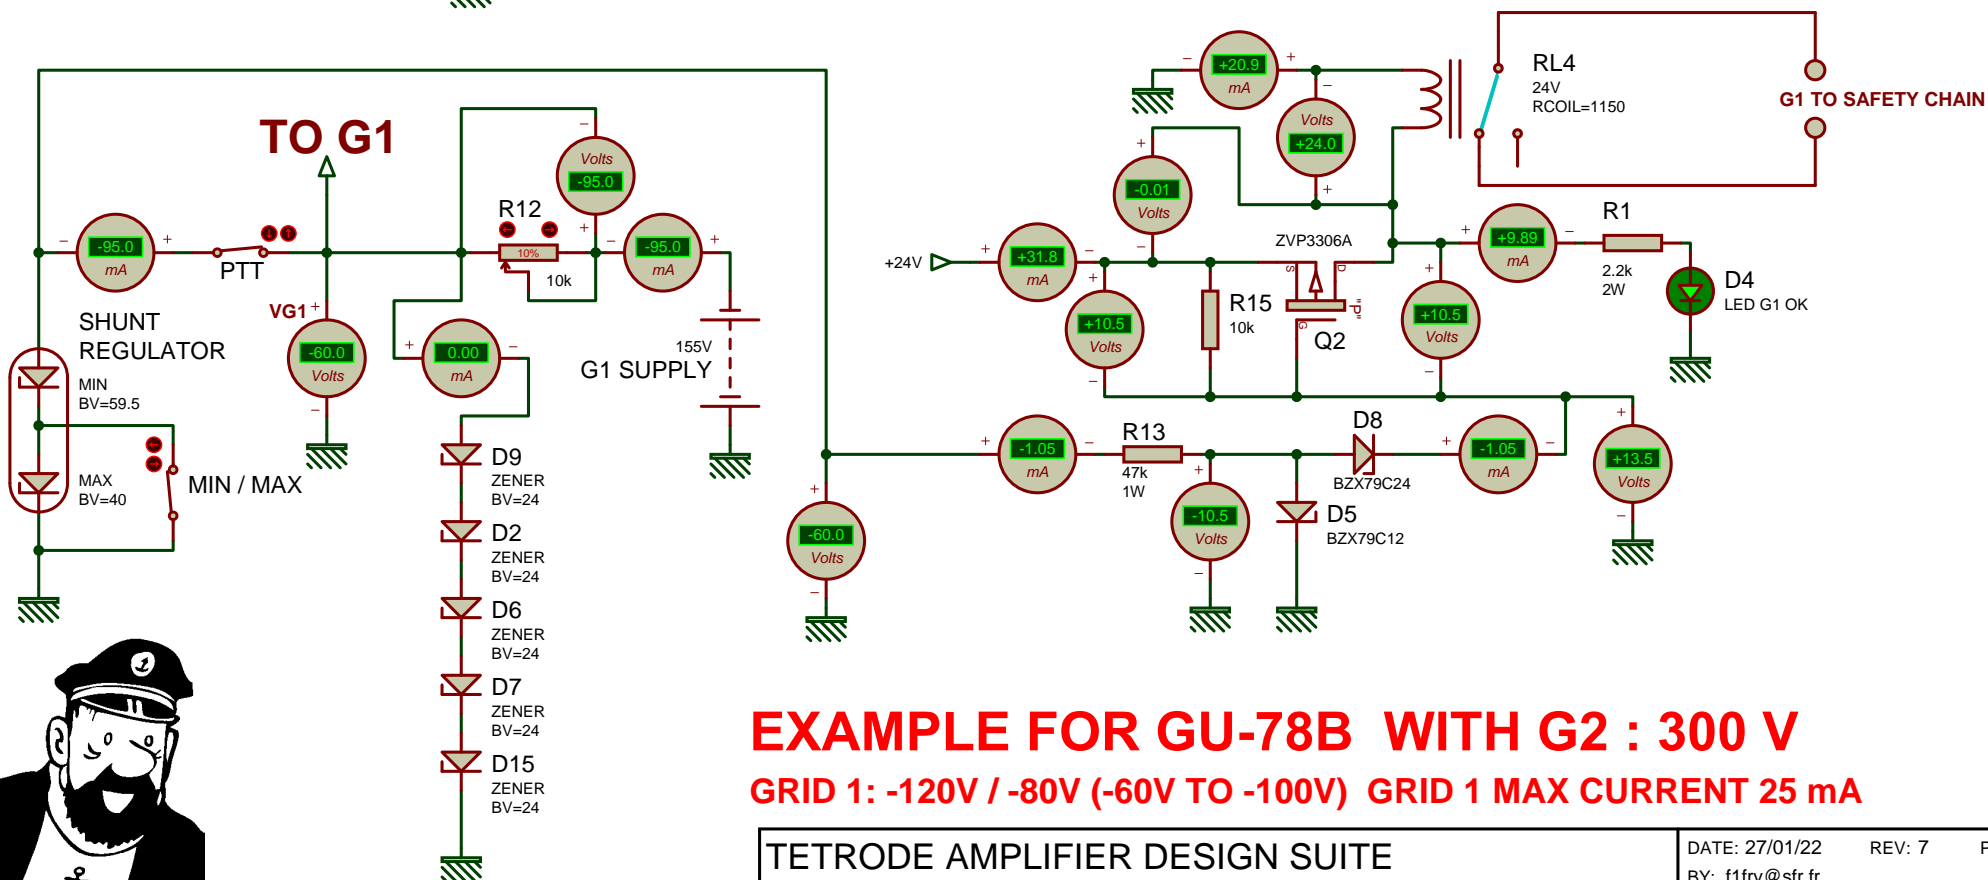 TO G1
-95.0
mA
PTT
VG1
-60.0
Volts
SHUNT
REGULATOR
MIN
BV=59.5
MAX
BV=40
MIN / MAX
R12
10%
10k
Volts
-95.0
-95.0
mA
0.00
mA
155V
G1 SUPPLY
D9
ZENER
BV=24
D2
ZENER
BV=24
D6
ZENER
BV=24
D7
ZENER
BV=24
D15
ZENER
BV=24
-60.0
Volts
+20.9
mA
Volts
+24.0
-0.01
Volts
RL4
24V
RCOIL=1150
G1 TO SAFETY CHAIN
+24V
+31.8
mA
+10.5
Volts
R15
10k
ZVP3306A
S
D
G
"P"
Q2
+10.5
Volts
+9.89
mA
R1
2.2k
2W
D4
LED G1 OK
-1.05
mA
R13
47k
1W
-10.5
Volts
D8
BZX79C24
D5
BZX79C12
-1.05
mA
+13.5
Volts
EXAMPLE FOR GU-78B WITH G2 : 300 V
GRID 1: -120V / -80V (-60V TO -100V) GRID 1 MAX CURRENT 25 mA
TETRODE AMPLIFIER DESIGN SUITE
DATE: 27/01/22 REV: 7
BY: f1frv@sfr.fr